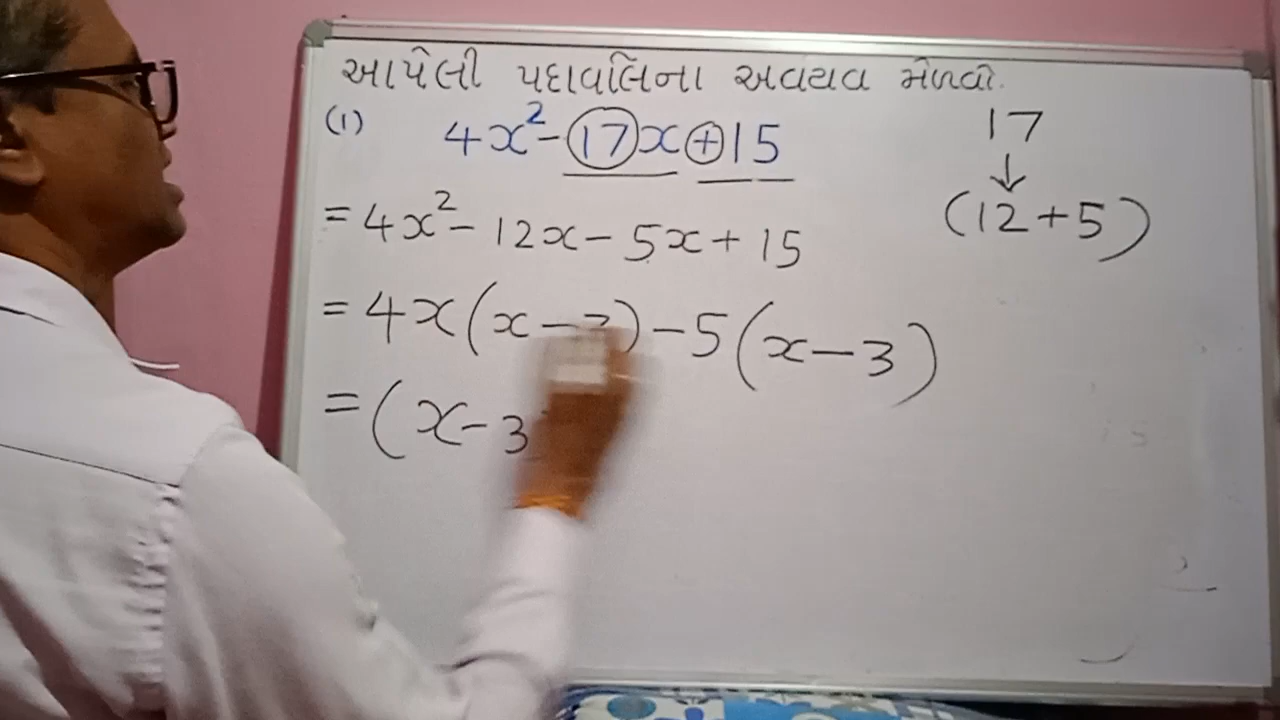 આપેલી પદાવલિના અવયવ મેળવો.
(1) 4x² - 17x + 15
17
↓
(12 + 5)
= 4x² - 12x - 5x + 15
= 4x(x - 3) - 5(x - 3)
= (x - 3